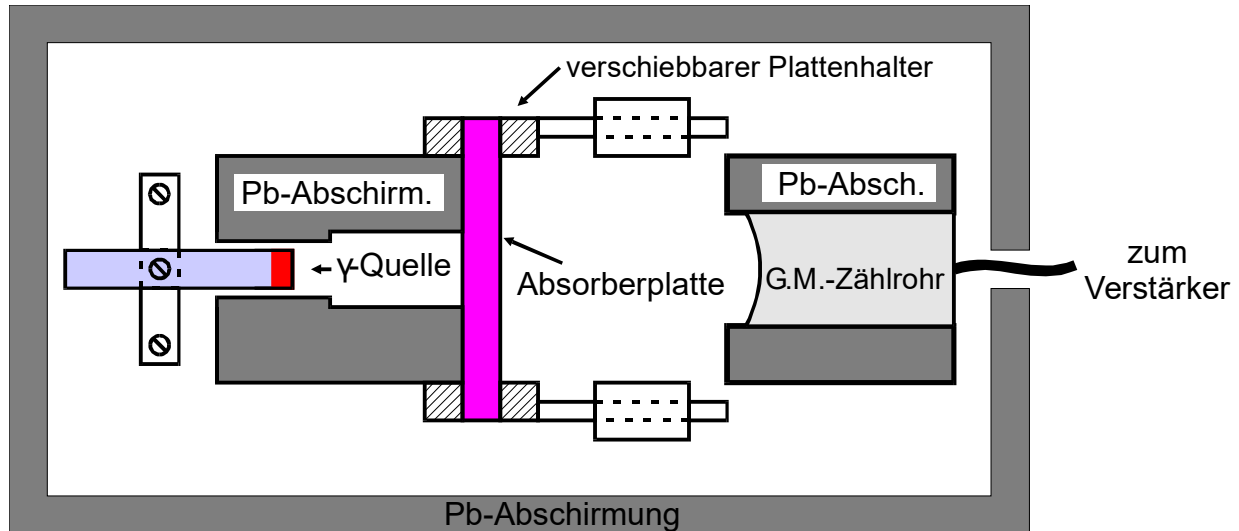 verschiebbarer Plattenhalter
Pb-Abschirm.
Pb-Absch.
γ-Quelle
Absorberplatte
G.M.-Zählrohr
zum
Verstärker
Pb-Abschirmung